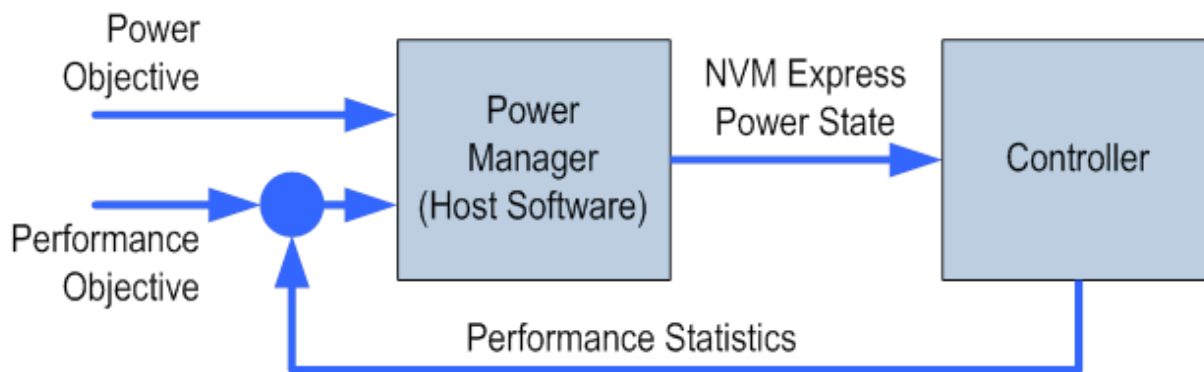 Power
Objective
Performance
Objective
Power
Manager
(Host Software)
NVM Express
Power State
Controller
Performance Statistics